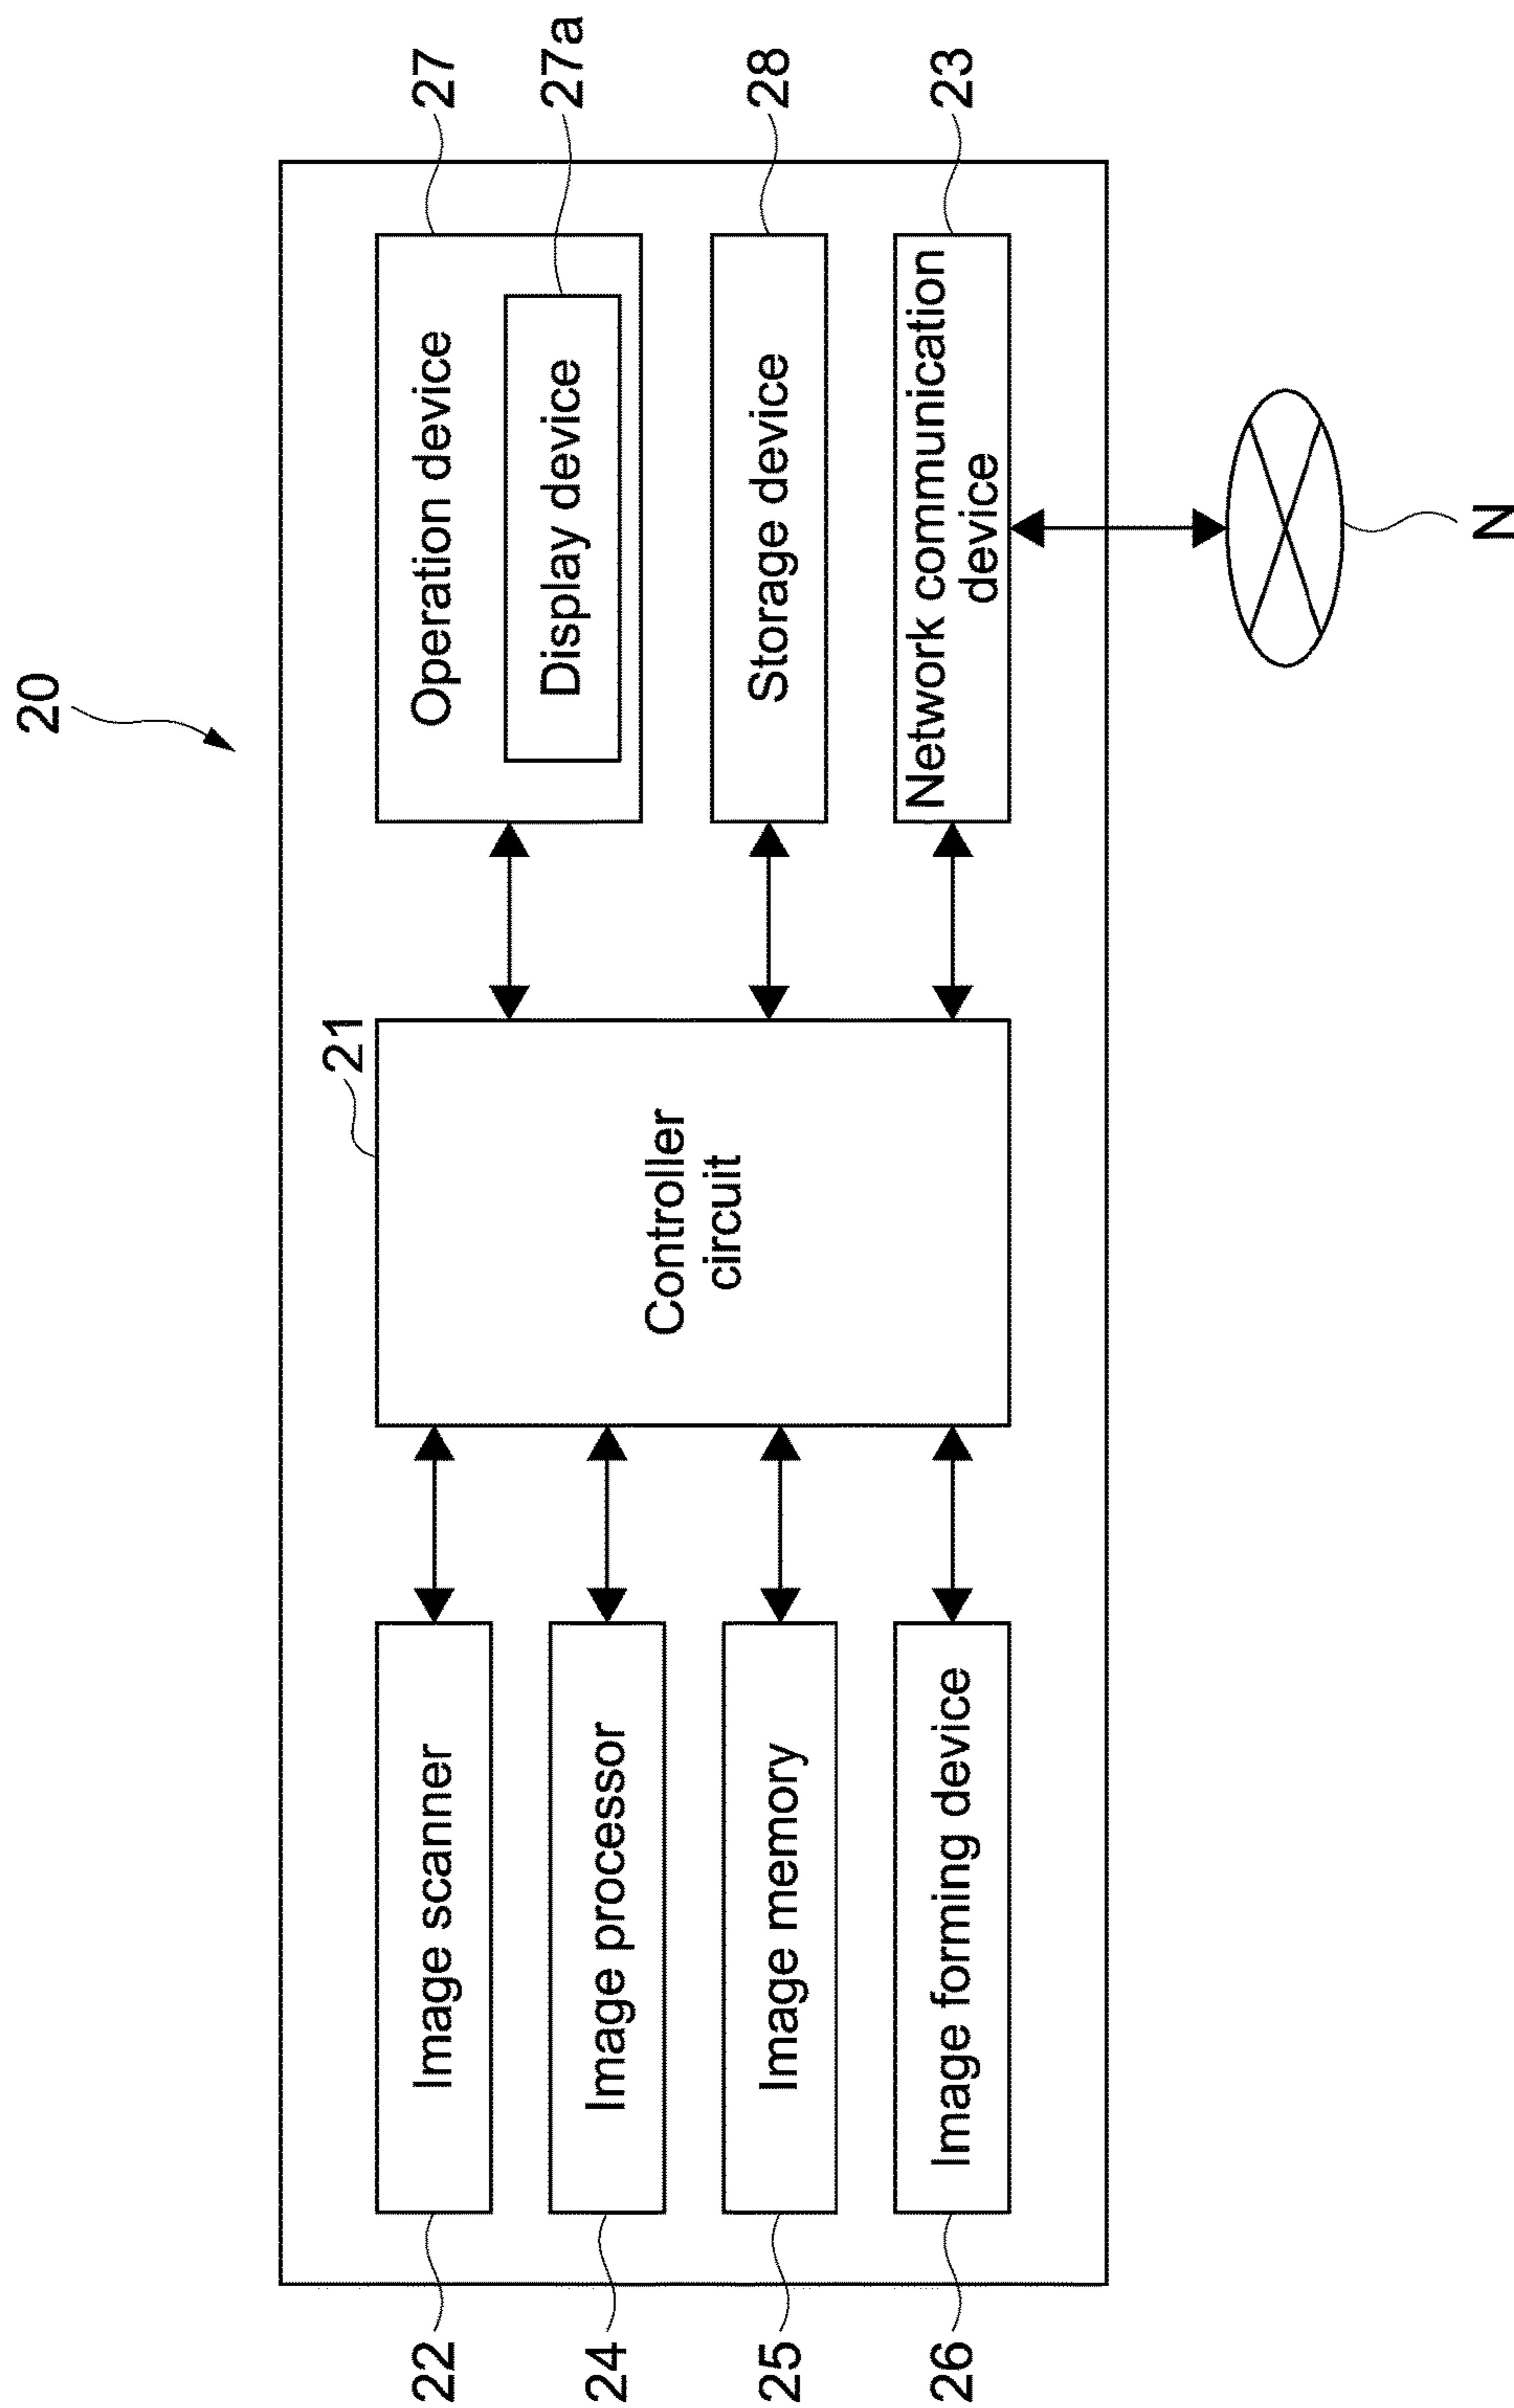 20
21
22
Image scanner
24
Image processor
25
Image memory
26
Image forming device
Controller
circuit
Operation device
27
Display device
27a
Storage device
28
Network communication
device
23
N